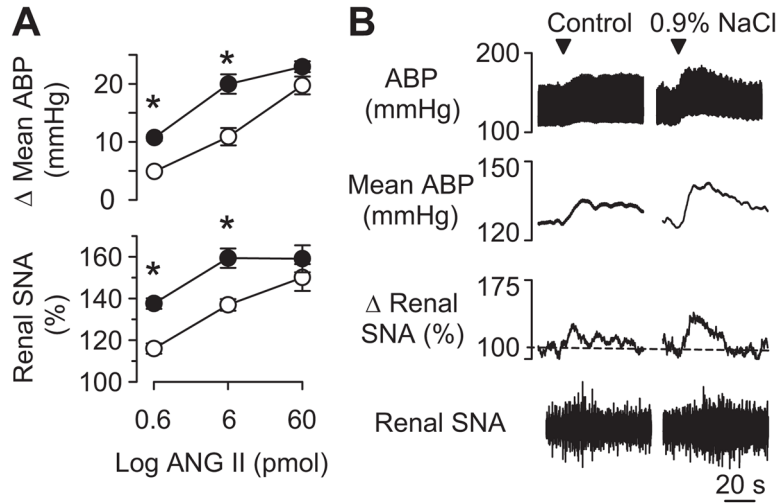 A
Δ Mean ABP
(mmHg)
20
10
0
*
*
Renal SNA
(%)
160
140
120
100
*
*
0.6 6 60
Log ANG II (pmol)
B
Control 0.9% NaCl
ABP
(mmHg)
200
100
Mean ABP
(mmHg)
150
120
Δ Renal
SNA (%)
175
100
Renal SNA
20 s